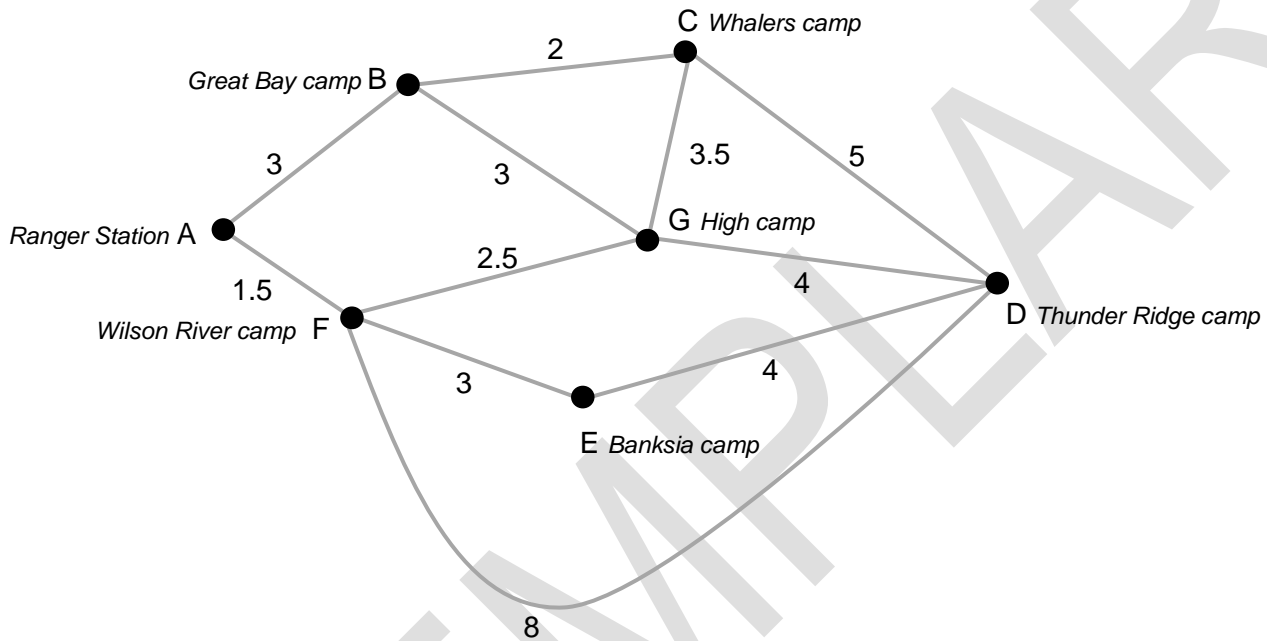 C Whalers camp
2
Great Bay camp B
3
3
3.5
5
G High camp
Ranger Station A
2.5
4
1.5
D Thunder Ridge camp
Wilson River camp F
3
4
E Banksia camp
8